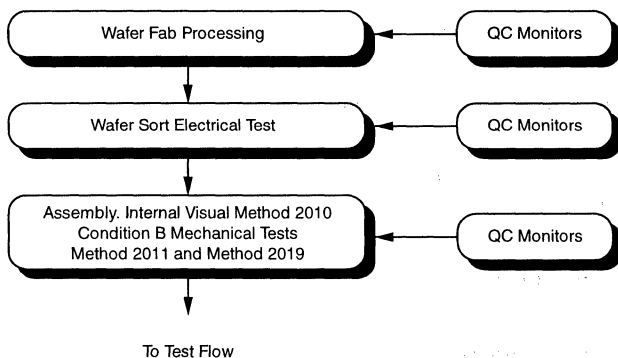 Wafer Fab Processing
QC Monitors
Wafer Sort Electrical Test
QC Monitors
Assembly. Internal Visual Method 2010
Condition B Mechanical Tests
Method 2011 and Method 2019
QC Monitors
To Test Flow